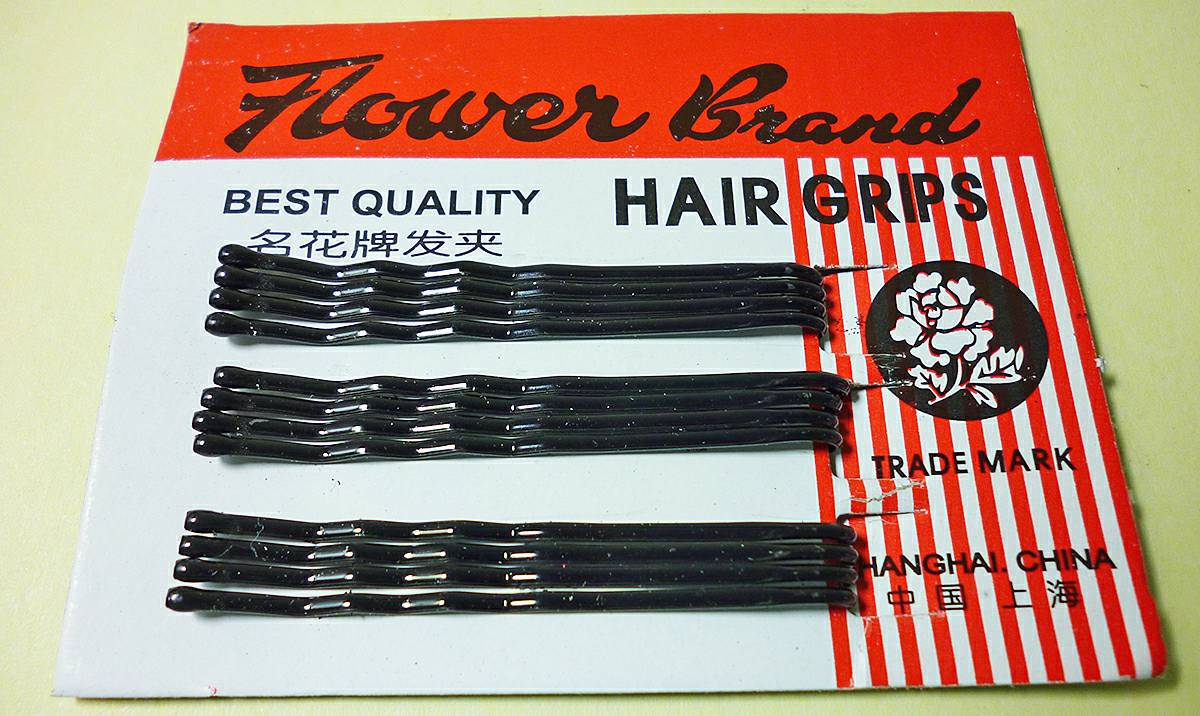 Flower Brand
BEST QUALITY
HAIR GRIPS
名花牌发夹
TRADE MARK
HANGHAI. CHINA
中国 上海